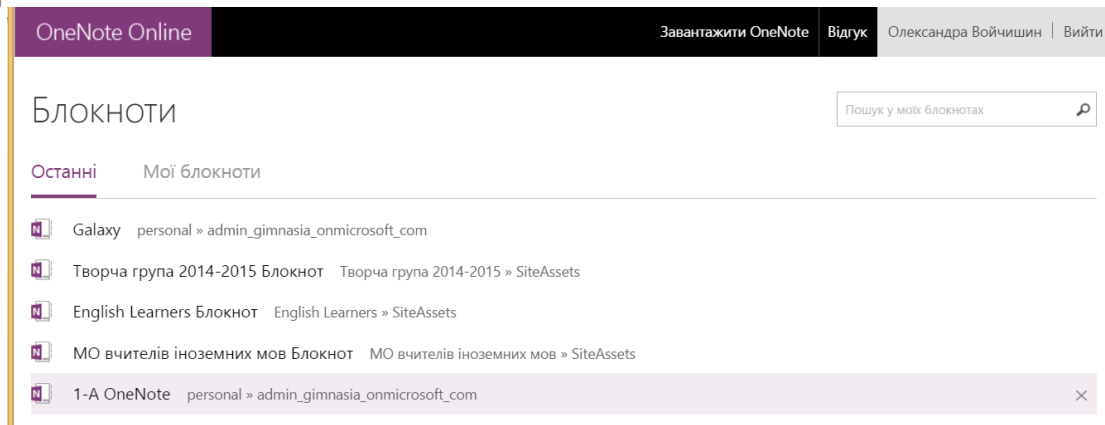 OneNote Online Завантажити OneNote Відгук Олександра Войчишин | Вийти
Блокноти Пошук у моїх блокнотах
Останні Мої блокноти
Galaxy personal » admin_gimnasia_onmicrosoft_com
Творча група 2014-2015 Блокнот Творча група 2014-2015 » SiteAssets
English Learners Блокнот English Learners » SiteAssets
МО вчителів іноземних мов Блокнот МО вчителів іноземних мов » SiteAssets
1-А OneNote personal » admin_gimnasia_onmicrosoft_com